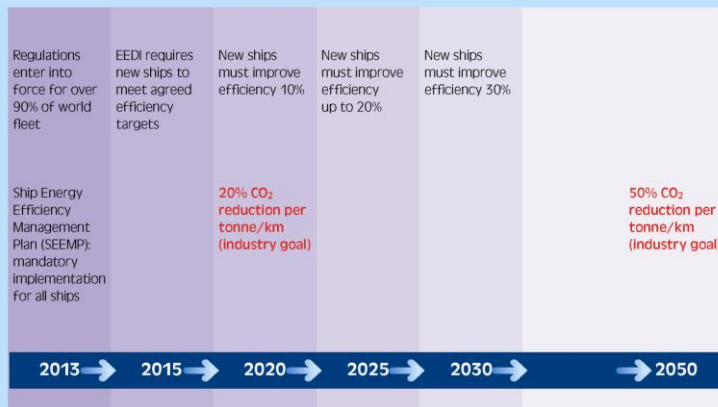 Regulations
enter into
force for over
90% of world
fleet
EEDI requires
new ships to
meet agreed
efficiency
targets
New ships
must improve
efficiency 10%
New ships
must improve
efficiency
up to 20%
New ships
must improve
efficiency 30%
Ship Energy
Efficiency
Management
Plan (SEEMP):
mandatory
implementation
for all ships
20% CO₂
reduction per
tonne/km
(industry goal)
50% CO₂
reduction per
tonne/km
(industry goal)
2013
2015
2020
2025
2030
2050